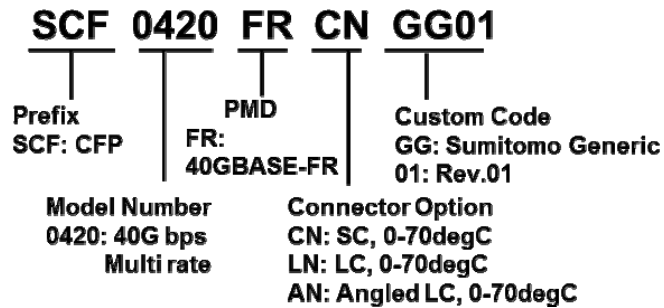 SCF 0420 FR CN GG01
Prefix
SCF: CFP
PMD
FR:
40GBASE-FR
Custom Code
GG: Sumitomo Generic
01: Rev.01
Model Number
0420: 40G bps
Multi rate
Connector Option
CN: SC, 0-70degC
LN: LC, 0-70degC
AN: Angled LC, 0-70degC